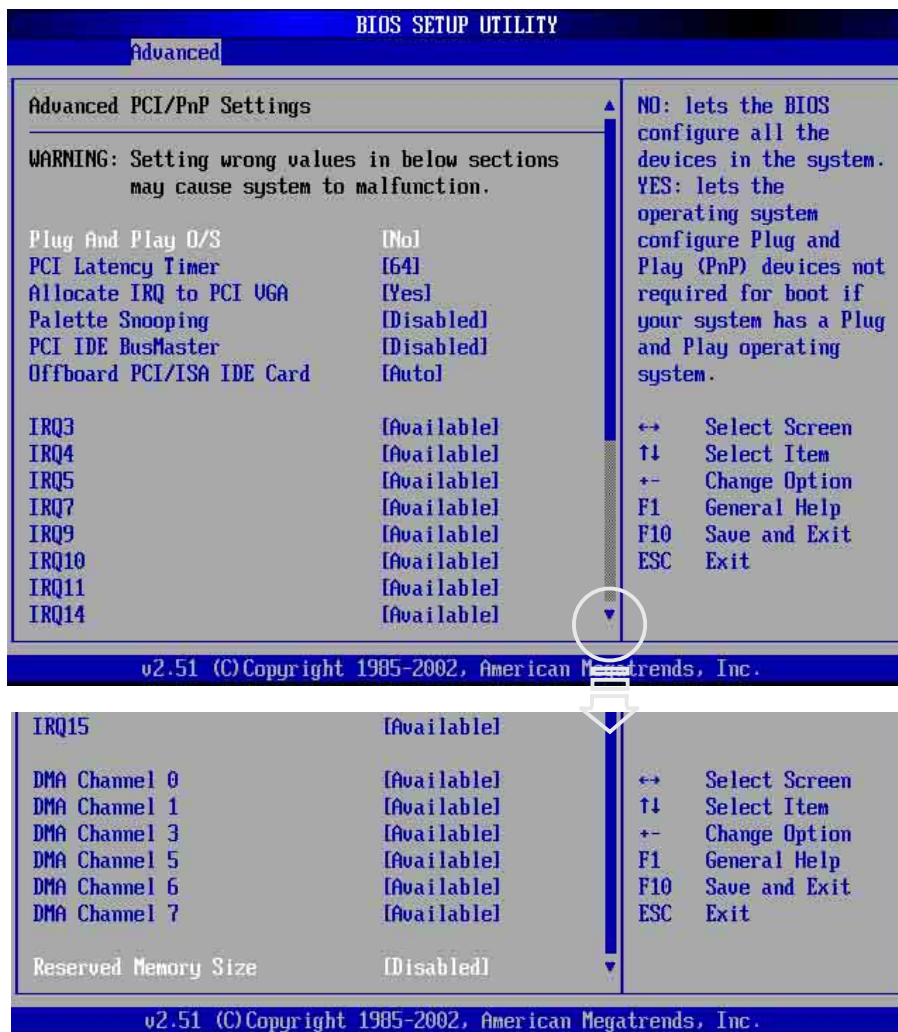 BIOS SETUP UTILITY
Advanced
Advanced PCI/PnP Settings
WARNING: Setting wrong values in below sections
may cause system to malfunction.
Plug And Play O/S [No]
PCI Latency Timer [64]
Allocate IRQ to PCI VGA [Yes]
Palette Snooping [Disabled]
PCI IDE BusMaster [Disabled]
Offboard PCI/ISA IDE Card [Auto]
IRQ3 [Available]
IRQ4 [Available]
IRQ5 [Available]
IRQ7 [Available]
IRQ9 [Available]
IRQ10 [Available]
IRQ11 [Available]
IRQ14 [Available]
NO: lets the BIOS
configure all the
devices in the system.
YES: lets the
operating system
configure Plug and
Play (PnP) devices not
required for boot if
your system has a Plug
and Play operating
system.
↔ Select Screen
↑↓ Select Item
+- Change Option
F1 General Help
F10 Save and Exit
ESC Exit
v2.51 (C)Copyright 1985-2002, American Megatrends, Inc.
IRQ15 [Available]
DMA Channel 0 [Available]
DMA Channel 1 [Available]
DMA Channel 3 [Available]
DMA Channel 5 [Available]
DMA Channel 6 [Available]
DMA Channel 7 [Available]
Reserved Memory Size [Disabled]
↔ Select Screen
↑↓ Select Item
+- Change Option
F1 General Help
F10 Save and Exit
ESC Exit
v2.51 (C)Copyright 1985-2002, American Megatrends, Inc.